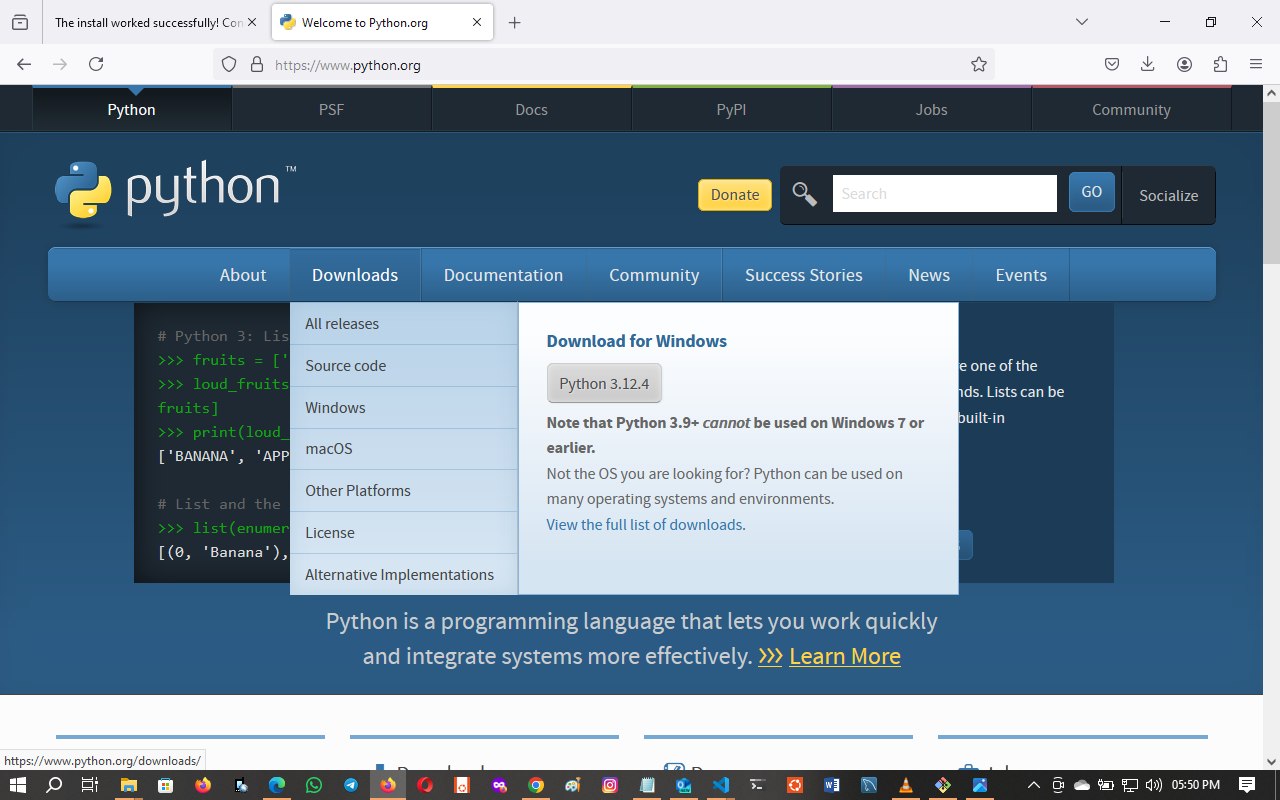 The install worked successfully! Con
Welcome to Python.org
https://www.python.org
Python
PSF
Docs
PyPI
Jobs
Community
python™
Donate
Search
GO
Socialize
About
Downloads
Documentation
Community
Success Stories
News
Events
# Python 3: Lis
>>> fruits = ['
>>> loud_fruits
fruits]
>>> print(loud_
['BANANA', 'APP
# List and the
>>> list(enumer
[(0, 'Banana'),
All releases
Source code
Windows
macOS
Other Platforms
License
Alternative Implementations
Download for Windows
Python 3.12.4
Note that Python 3.9+ cannot be used on Windows 7 or
earlier.
Not the OS you are looking for? Python can be used on
many operating systems and environments.
View the full list of downloads.
e one of the
nds. Lists can be
built-in
Python is a programming language that lets you work quickly
and integrate systems more effectively. >>> Learn More
https://www.python.org/downloads/
05:50 PM